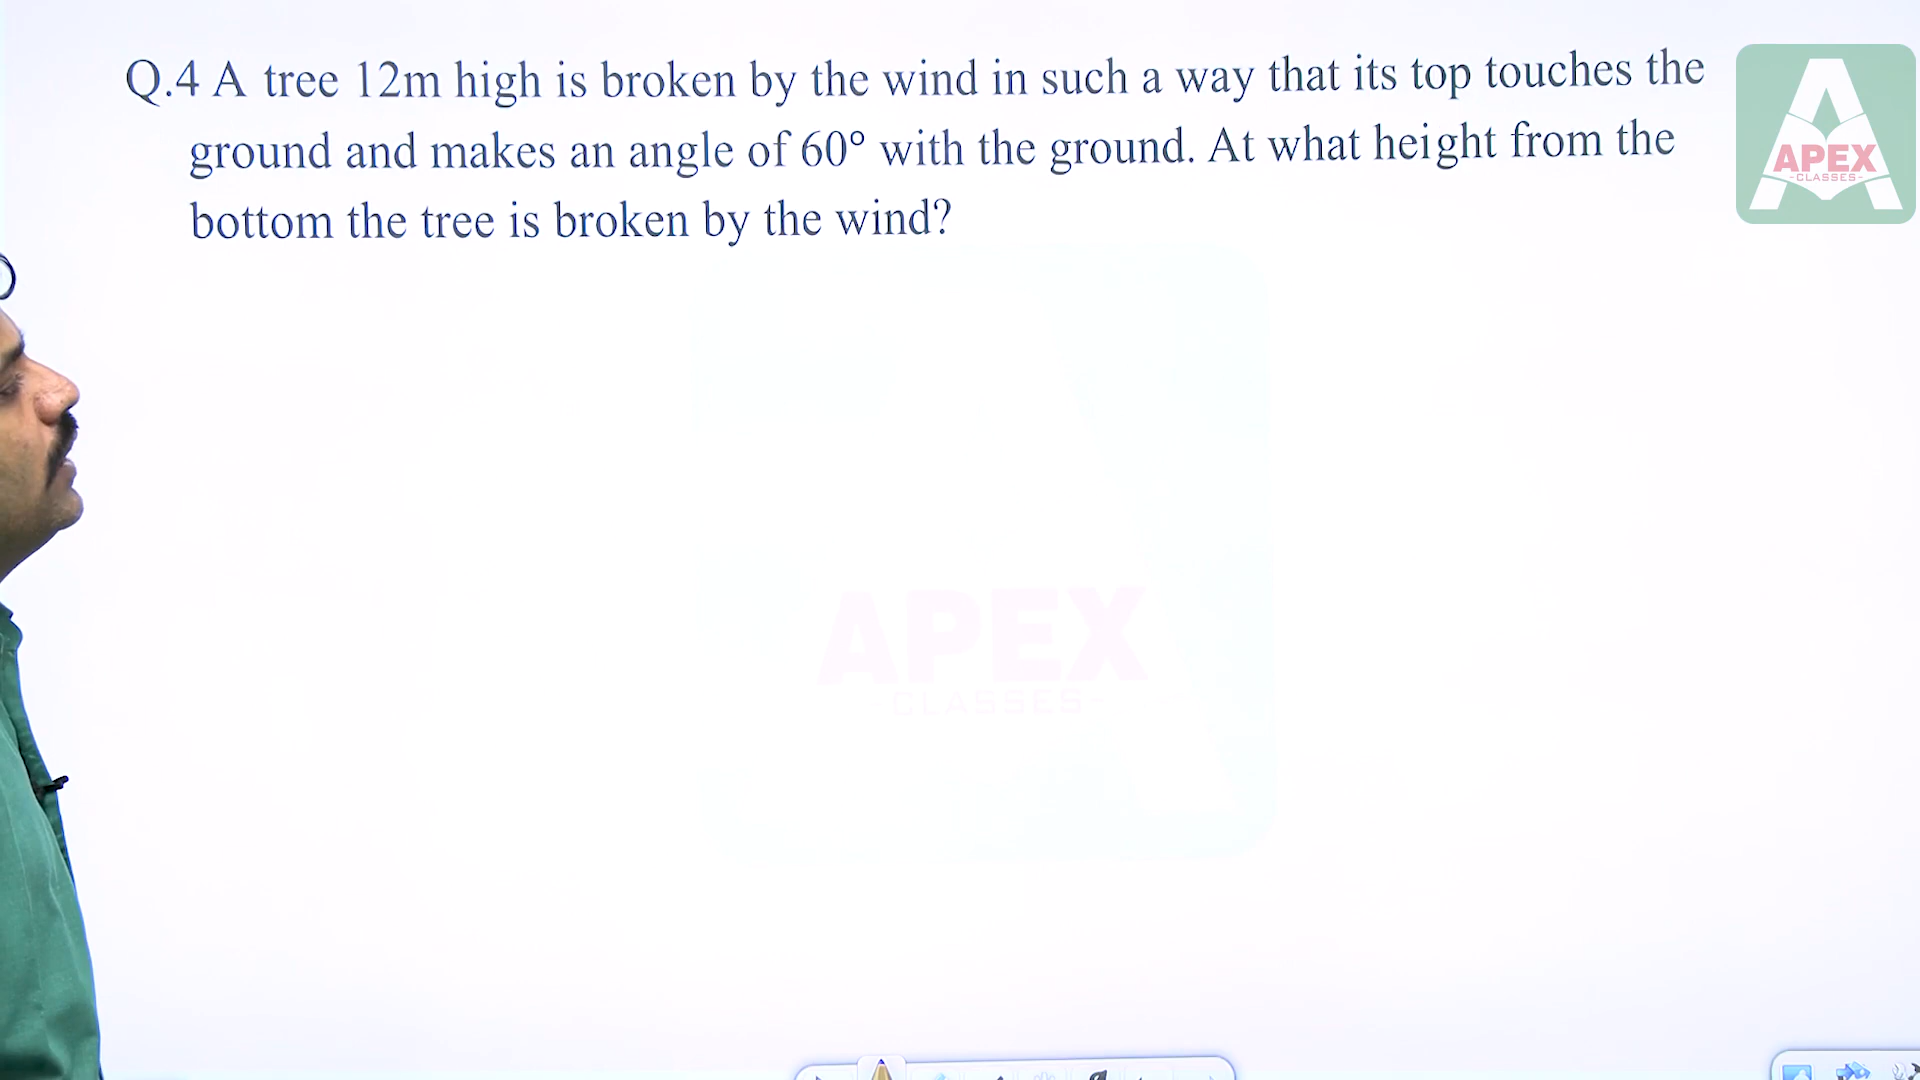 Q.4 A tree 12m high is broken by the wind in such a way that its top touches the
ground and makes an angle of 60° with the ground. At what height from the
bottom the tree is broken by the wind?
APEX
-CLASSES-
APEX
-CLASSES-